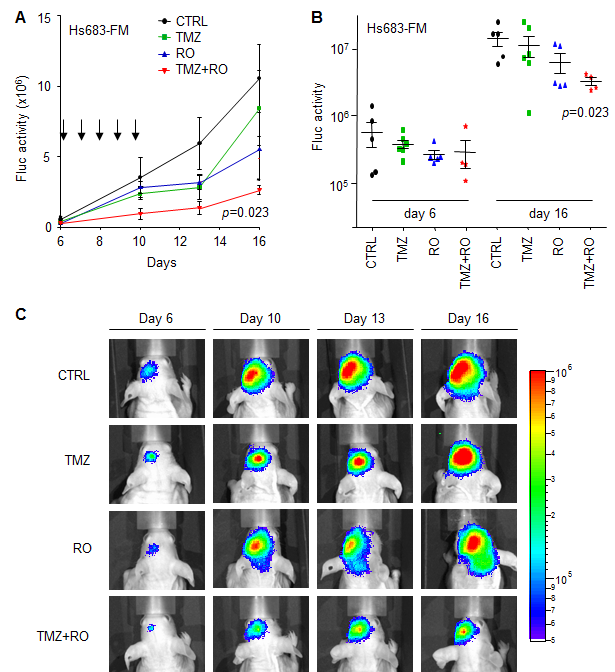 A
Hs683-FM
CTRL
TMZ
RO
TMZ+RO
Fluc activity (x10⁶)
15
10
5
0
6
8
10
12
14
16
Days
p=0.023
B
Hs683-FM
Fluc activity
10⁷
10⁶
10⁵
p=0.023
day 6
day 16
CTRL
TMZ
RO
TMZ+RO
CTRL
TMZ
RO
TMZ+RO
C
Day 6
Day 10
Day 13
Day 16
CTRL
TMZ
RO
TMZ+RO
10⁶
9
8
7
6
5
4
3
2
10⁵
9
8
7
6
5